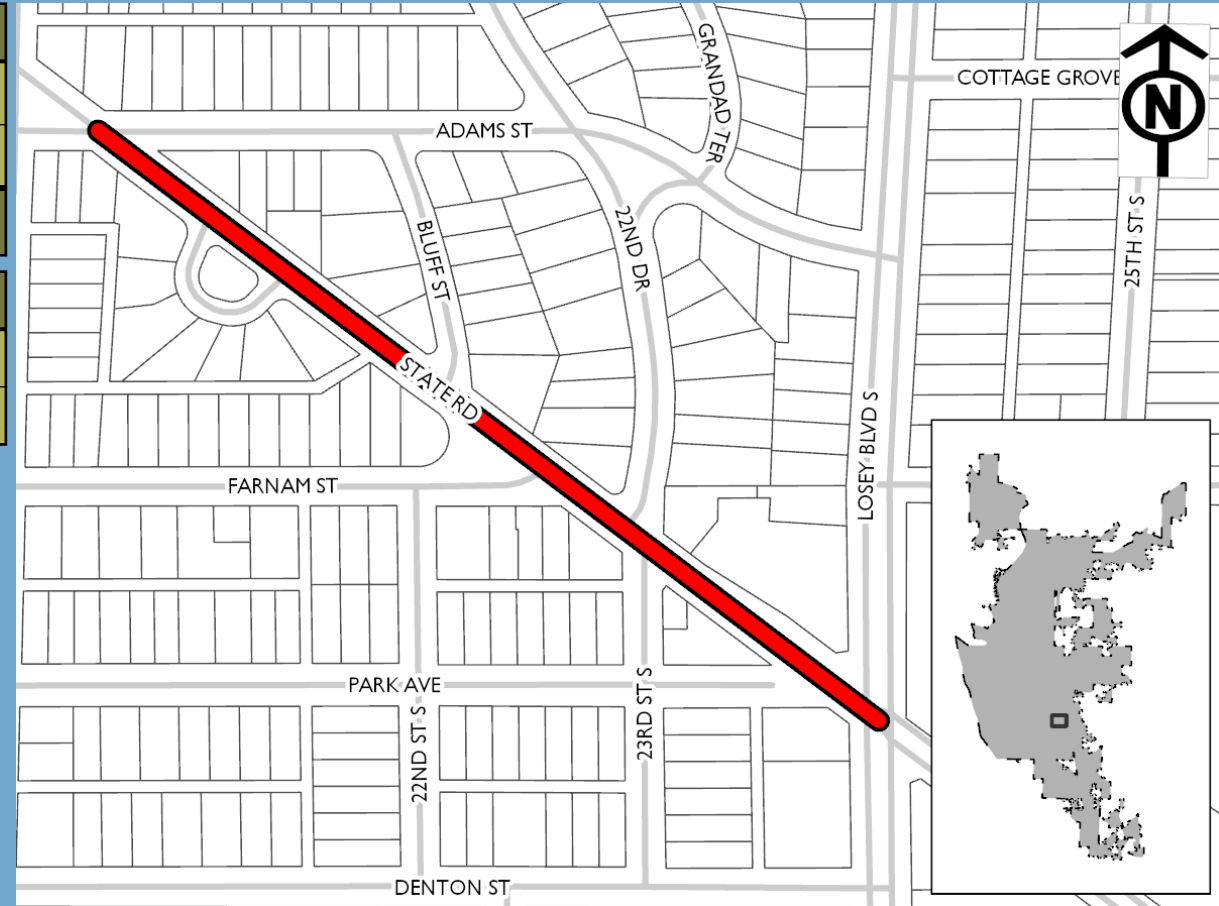 GRANDAD TER
COTTAGE GROVE
N
ADAMS ST
25TH ST S
22ND DR
BLUFF ST
STATE RD
LOSEY BLVD S
FARNAM ST
PARK AVE
22ND ST S
23RD ST S
DENTON ST